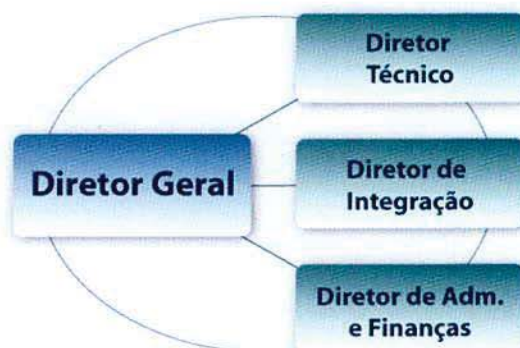 Diretor
Técnico
Diretor Geral
Diretor de
Integração
Diretor de Adm.
e Finanças